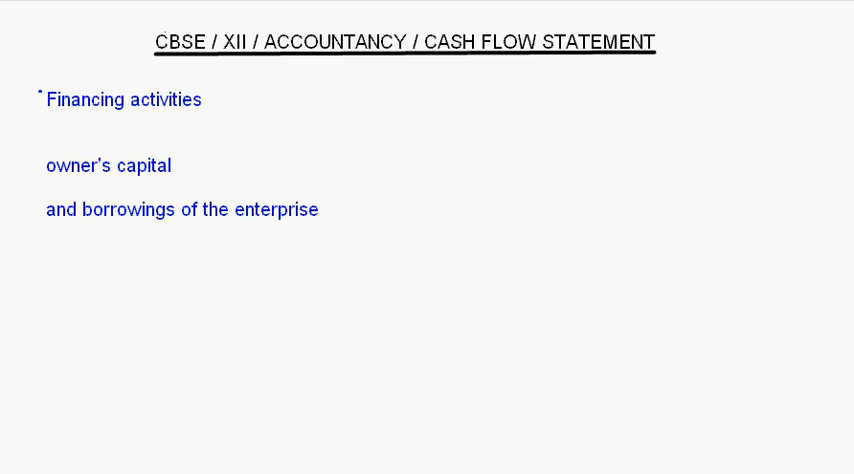 CBSE / XII / ACCOUNTANCY / CASH FLOW STATEMENT
Financing activities
owner's capital
and borrowings of the enterprise